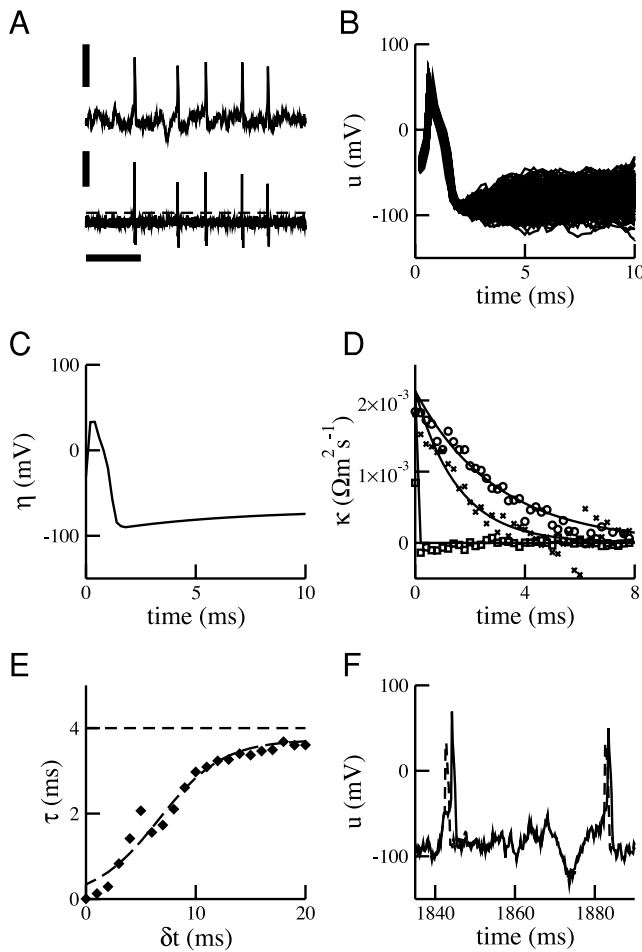 A
B
100
0
-100
u (mV)
5
10
time (ms)
C
100
0
-100
η (mV)
0
5
10
time (ms)
D
2×10⁻³
1×10⁻³
0
κ (Ωm² s⁻¹)
0
4
8
time (ms)
E
4
2
0
τ (ms)
0
10
20
δt (ms)
F
100
0
-100
u (mV)
1840
1860
1880
time (ms)